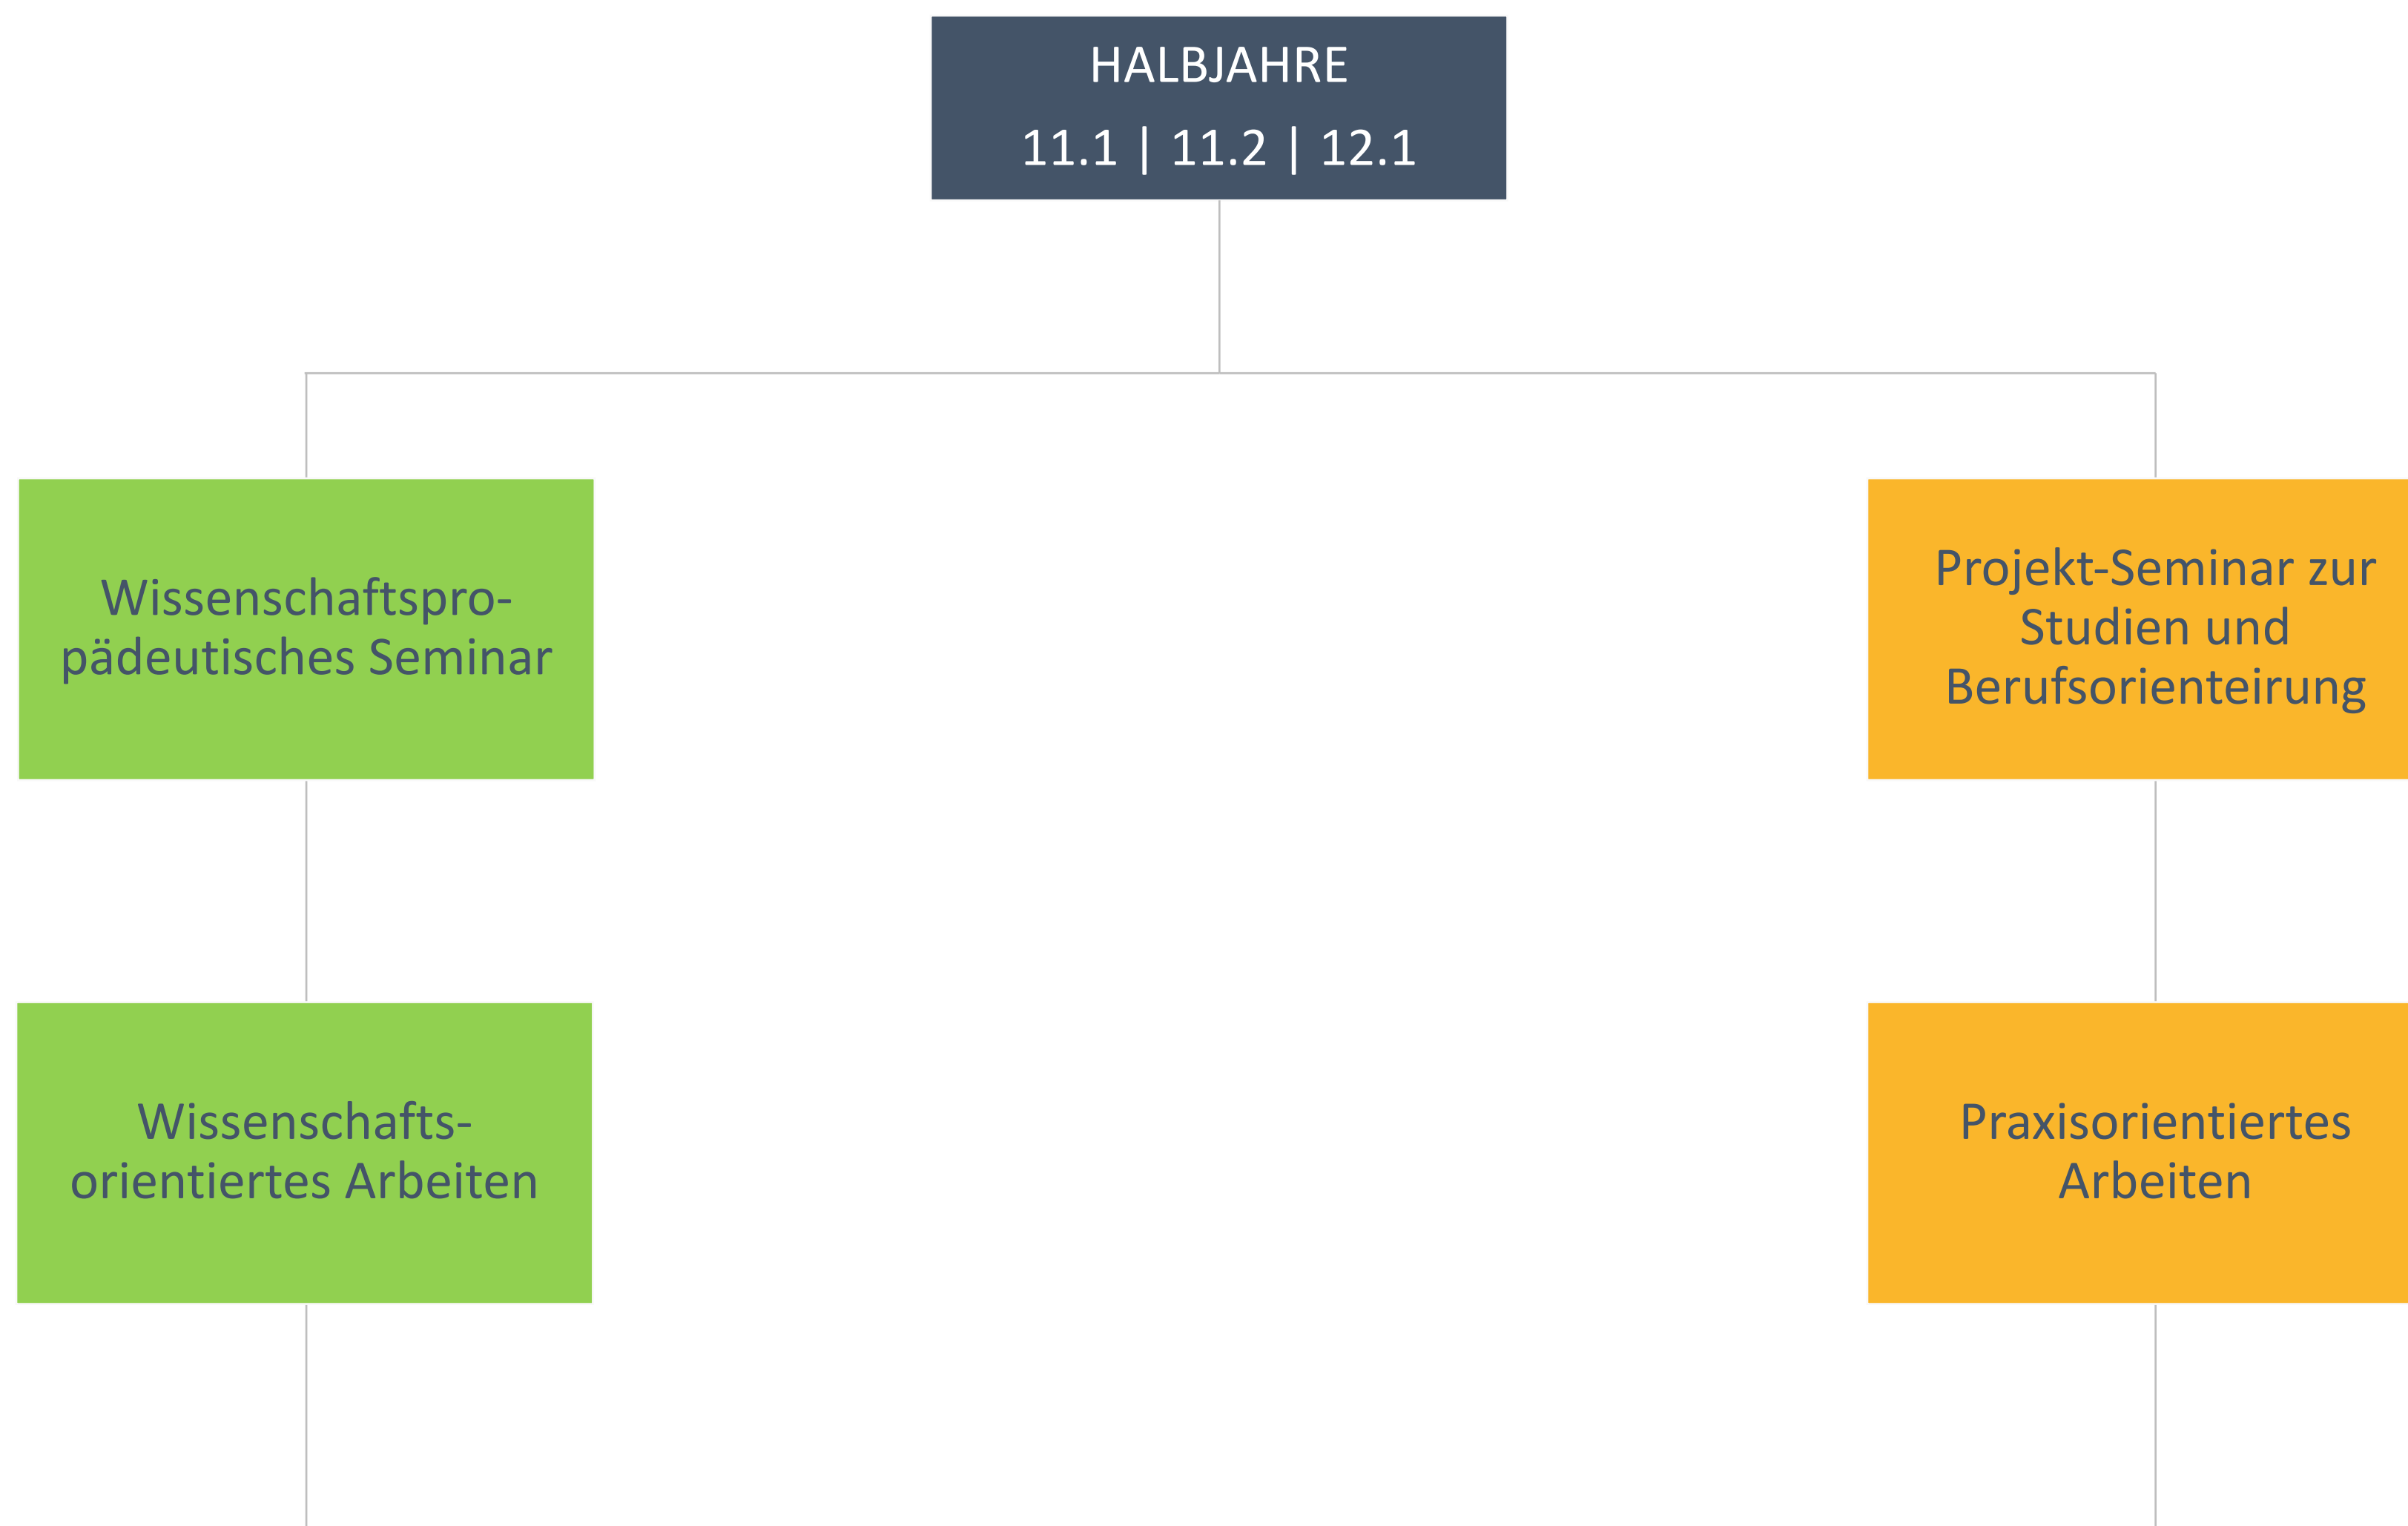 HALBJAHRE
11.1 | 11.2 | 12.1
Wissenschaftspro-
pädeutisches Seminar
Projekt-Seminar zur
Studien und
Berufsorienteirung
Wissenschafts-
orientieres Arbeiten
Praxisorientiertes
Arbeiten